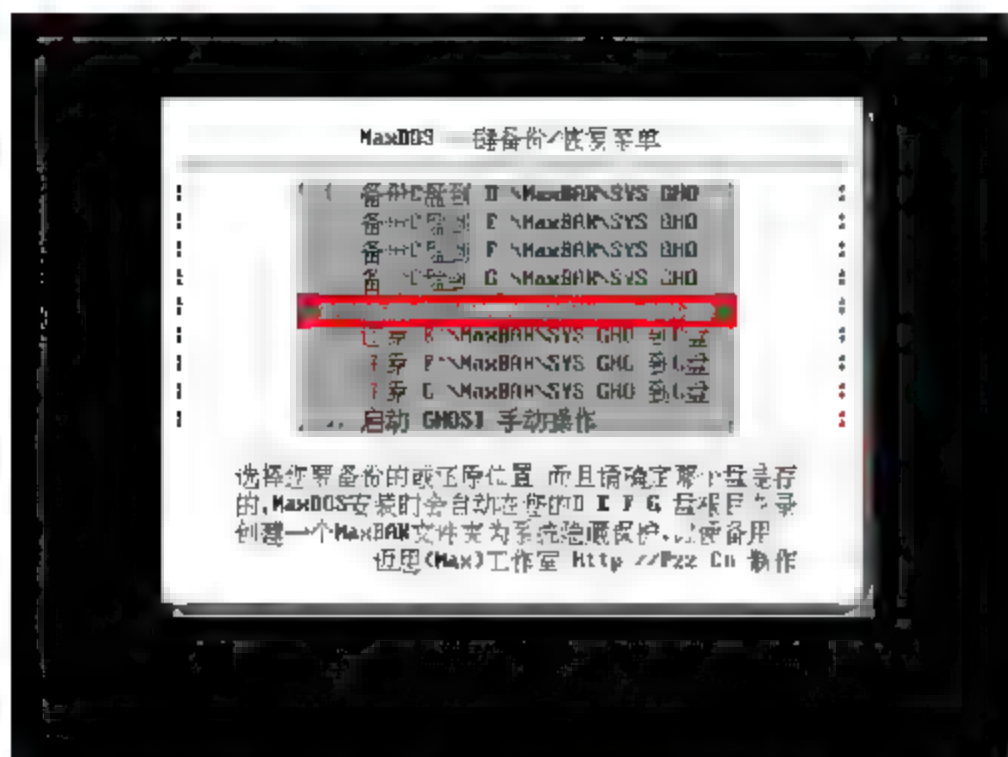 MaxDOS 一键备份/恢复菜单
备份C盘到 D \MaxBAK\SYS GHO
备份C盘到 E \MaxBAK\SYS GHO
备份C盘到 F \MaxBAK\SYS GHO
备份C盘到 G \MaxBAK\SYS GHO
还原 E \MaxBAK\SYS GHO 到C盘
还原 F \MaxBAK\SYS GHO 到C盘
还原 G \MaxBAK\SYS GHO 到C盘
启动 GHOST 手动操作
选择您要备份的或还原位置 而且请确定那个盘是存
的,MaxDOS安装时会自动在您的D E F G 盘根目录
创建一个MaxBAK文件夹为系统隐藏保护,以便备用
迈思(Max)工作室 Http //Pzz Cn 制作